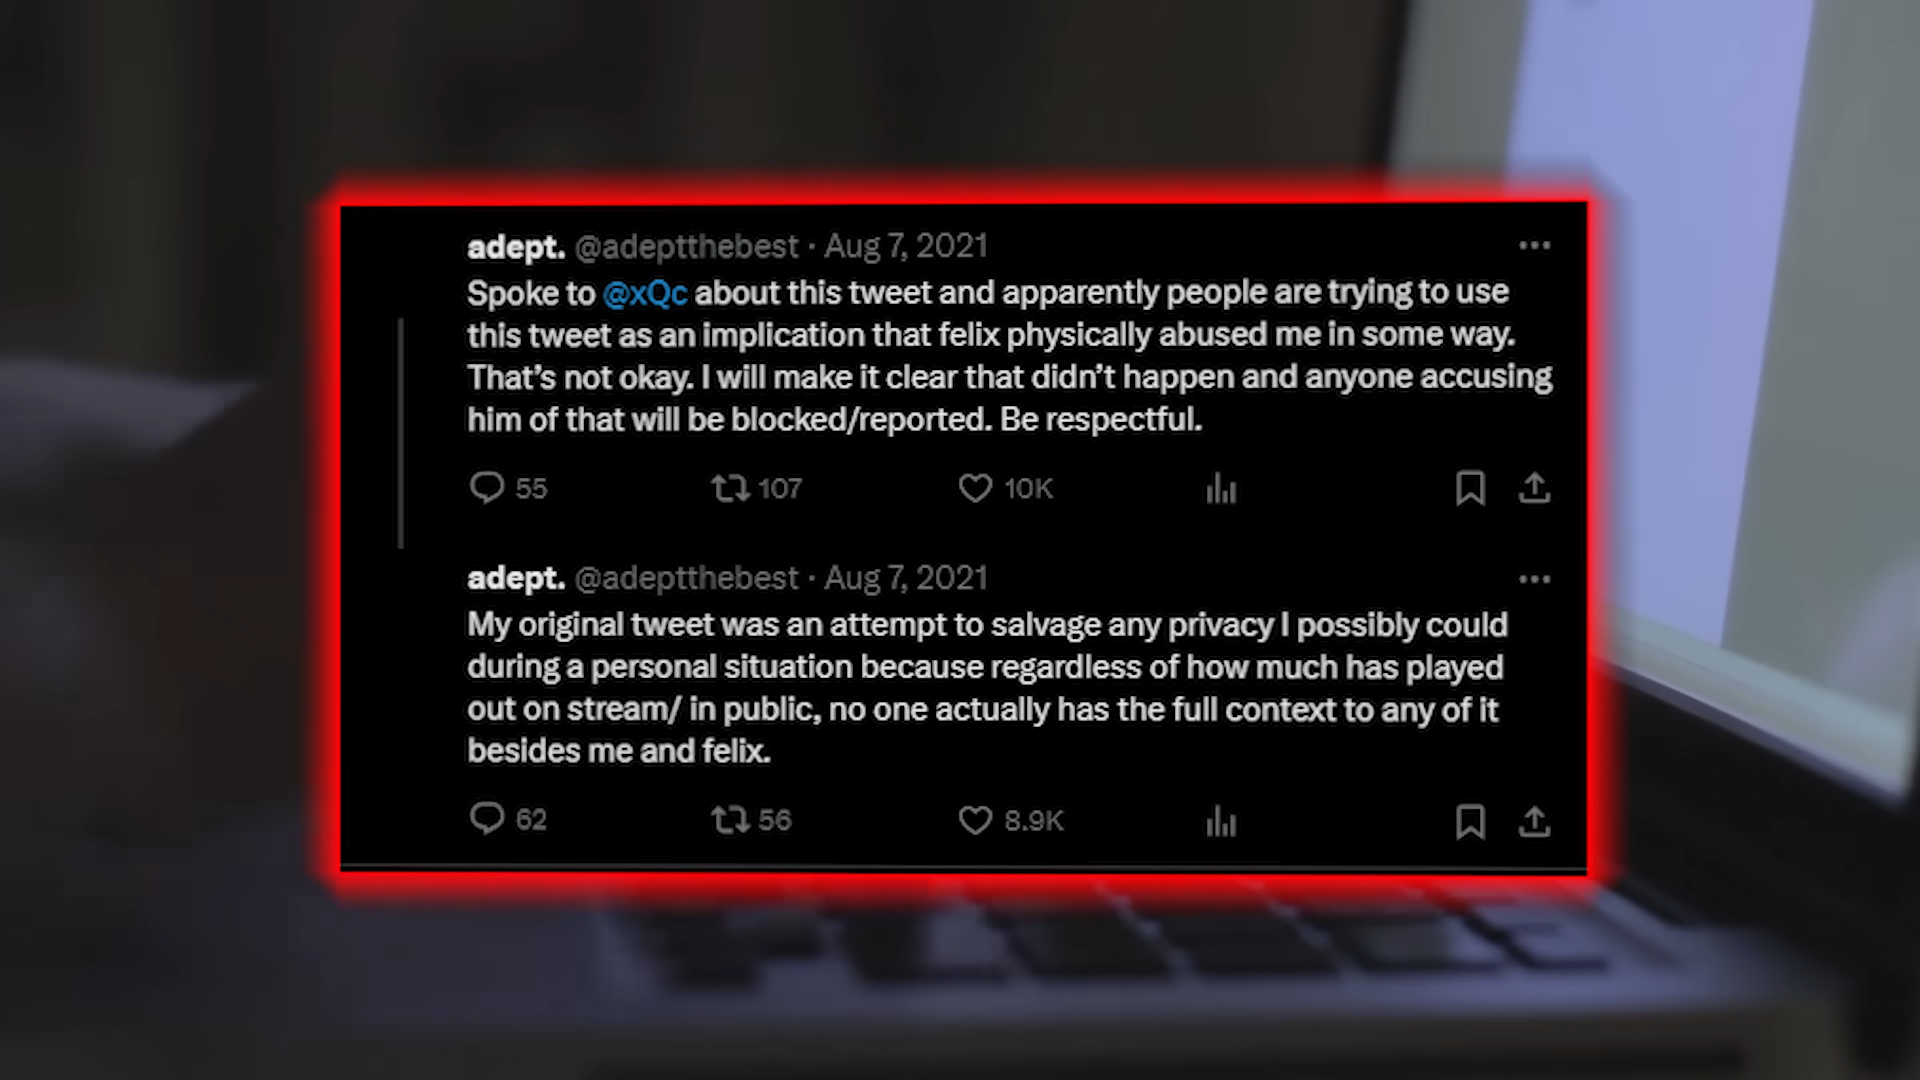 adept. @adeptthebest · Aug 7, 2021
Spoke to @xQc about this tweet and apparently people are trying to use
this tweet as an implication that felix physically abused me in some way.
That’s not okay. I will make it clear that didn’t happen and anyone accusing
him of that will be blocked/reported. Be respectful.
55 107 10K
adept. @adeptthebest · Aug 7, 2021
My original tweet was an attempt to salvage any privacy I possibly could
during a personal situation because regardless of how much has played
out on stream/ in public, no one actually has the full context to any of it
besides me and felix.
62 56 8.9K